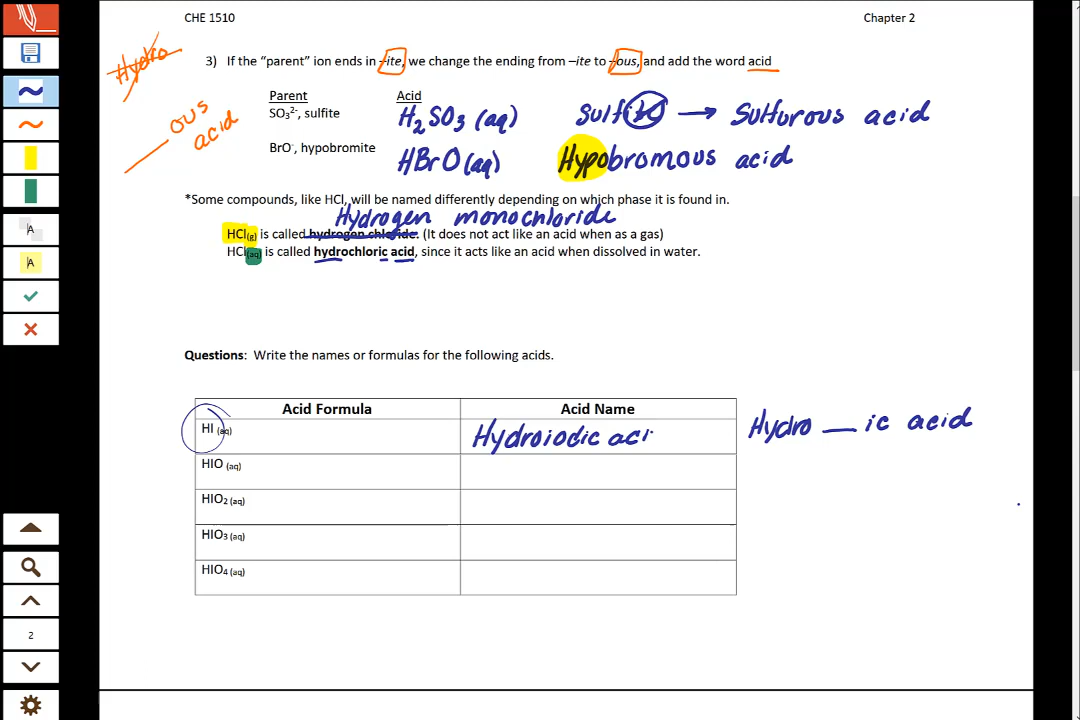 CHE 1510 Chapter 2
Hydro
3) If the “parent” ion ends in –ite, we change the ending from –ite to –ous, and add the word acid
ous
acid
Parent Acid
SO₃²⁻, sulfite H₂SO₃ (aq) Sulfite → Sulfurous acid
BrO⁻, hypobromite HBrO (aq) Hypobromous acid
*Some compounds, like HCl, will be named differently depending on which phase it is found in.
Hydrogen monochloride
HCl(g) is called hydrogen chloride. (It does not act like an acid when as a gas)
HCl(aq) is called hydrochloric acid, since it acts like an acid when dissolved in water.
Questions: Write the names or formulas for the following acids.
Acid Formula Acid Name
HI (aq) Hydroiodic aci Hydro __ ic acid
HIO (aq)
HIO₂ (aq)
HIO₃ (aq)
HIO₄ (aq)
A
A
2